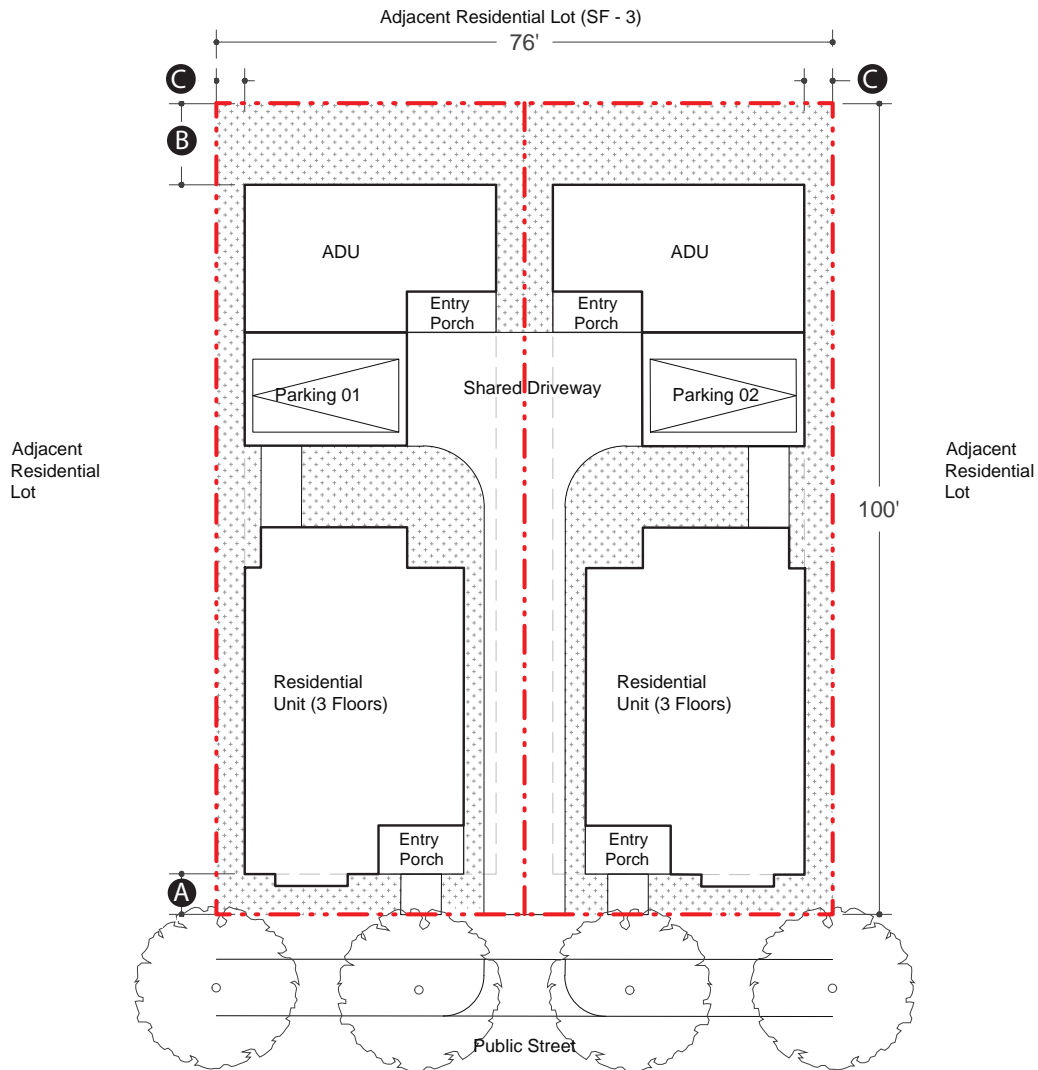 Adjacent Residential Lot (SF - 3)
76'
C
C
B
ADU
ADU
Entry
Porch
Entry
Porch
Parking 01
Shared Driveway
Parking 02
Adjacent
Residential
Lot
Adjacent
Residential
Lot
100'
Residential
Unit (3 Floors)
Residential
Unit (3 Floors)
Entry
Porch
Entry
Porch
A
Public Street